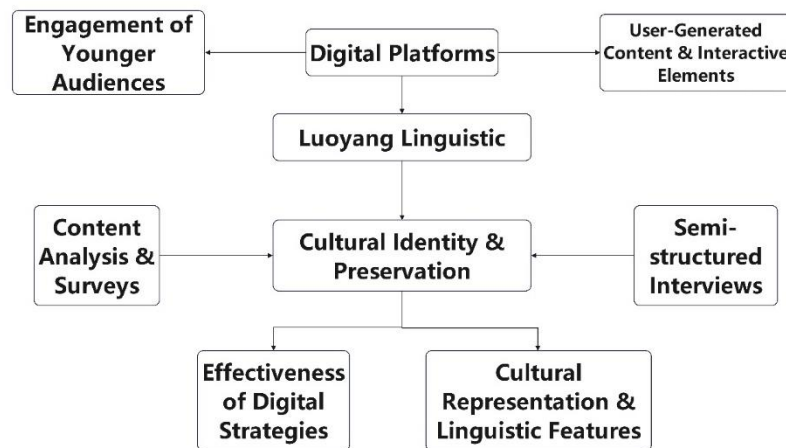 Engagement of
Younger
Audiences
Digital Platforms
User-Generated
Content & Interactive
Elements
Luoyang Linguistic
Content
Analysis &
Surveys
Cultural Identity &
Preservation
Semi-
structured
Interviews
Effectiveness
of Digital
Strategies
Cultural
Representation &
Linguistic Features